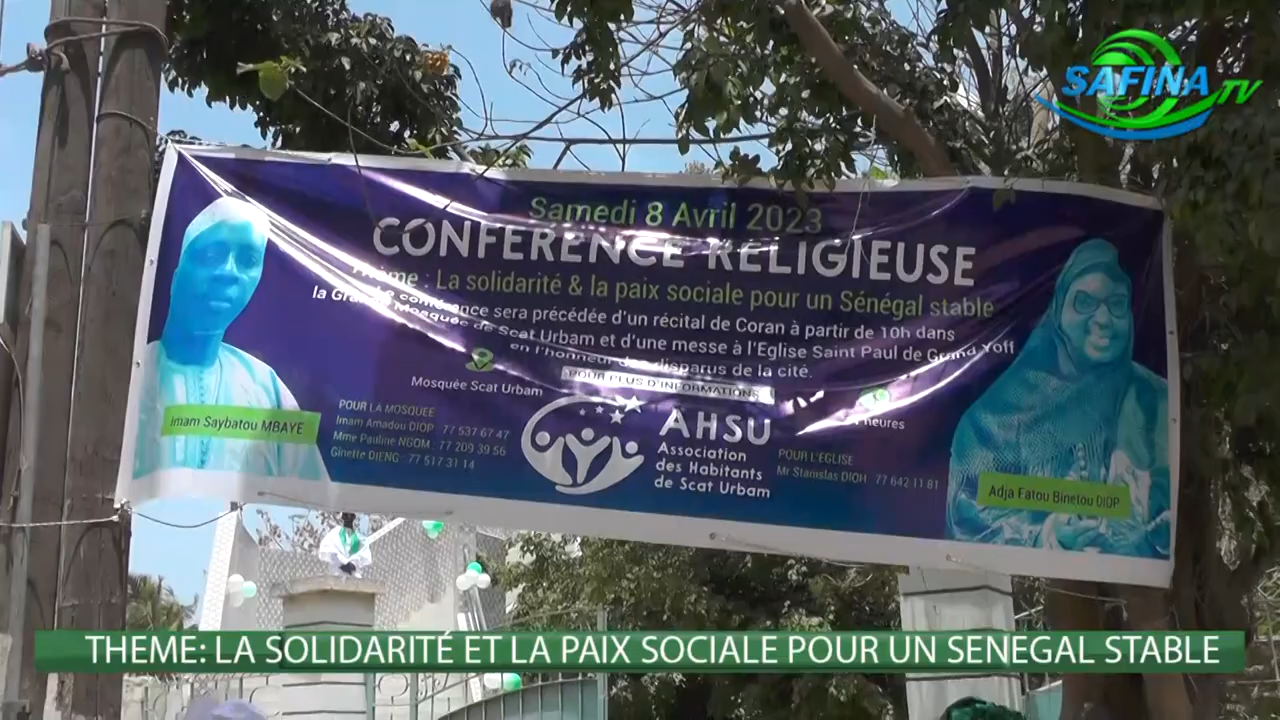 SAFINA TV
Samedi 8 Avril 2023
CONFERENCE RELIGIEUSE
Thème : La solidarité & la paix sociale pour un Sénégal stable
conférence sera précédée d'un récital de Coran à partir de 10h dans
la Grande Mosquée de Scat Urbam et d'une messe à l'Eglise Saint Paul de Grand Yoff
en l'honneur des disparus de la cité.
POUR PLUS D'INFORMATIONS
Mosquée Scat Urbam
heures
Imam Saybatou MBAYE
POUR LA MOSQUEE
Imam Amadou DIOP 77 537 67 47
Mme Pauline NGOM : 77 209 39 56
Ginette DIENG : 77 517 31 14
AHSU
Association
des Habitants
de Scat Urbam
POUR L'EGLISE
Mr Stanislas DIOH 77 642 11 81
Adja Fatou Binetou DIOP
THEME: LA SOLIDARITÉ ET LA PAIX SOCIALE POUR UN SENEGAL STABLE